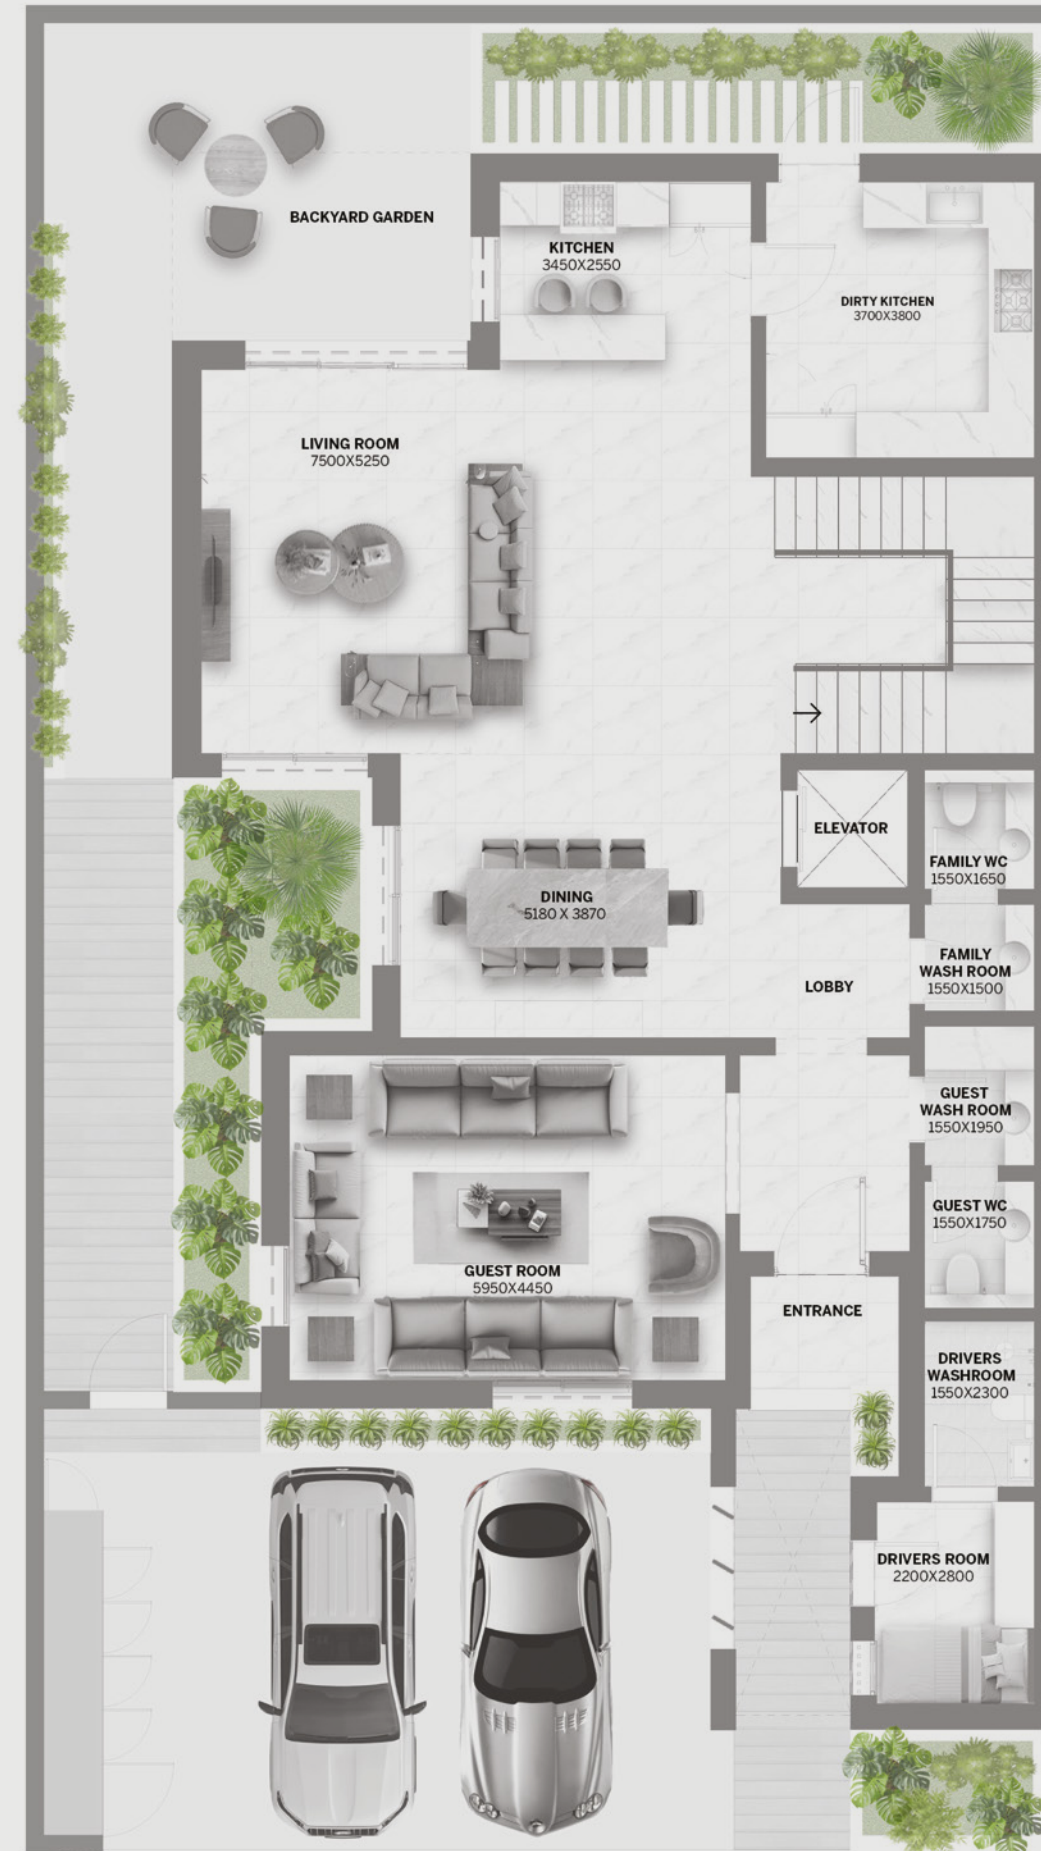 BACKYARD GARDEN
KITCHEN
3450X2550
DIRTY KITCHEN
3700X3800
LIVING ROOM
7500X5250
ELEVATOR
FAMILY WC
1550X1650
DINING
5180 X 3870
FAMILY
WASH ROOM
1550X1500
LOBBY
GUEST
WASH ROOM
1550X1950
GUEST WC
1550X1750
GUEST ROOM
5950X4450
ENTRANCE
DRIVERS
WASHROOM
1550X2300
DRIVERS ROOM
2200X2800